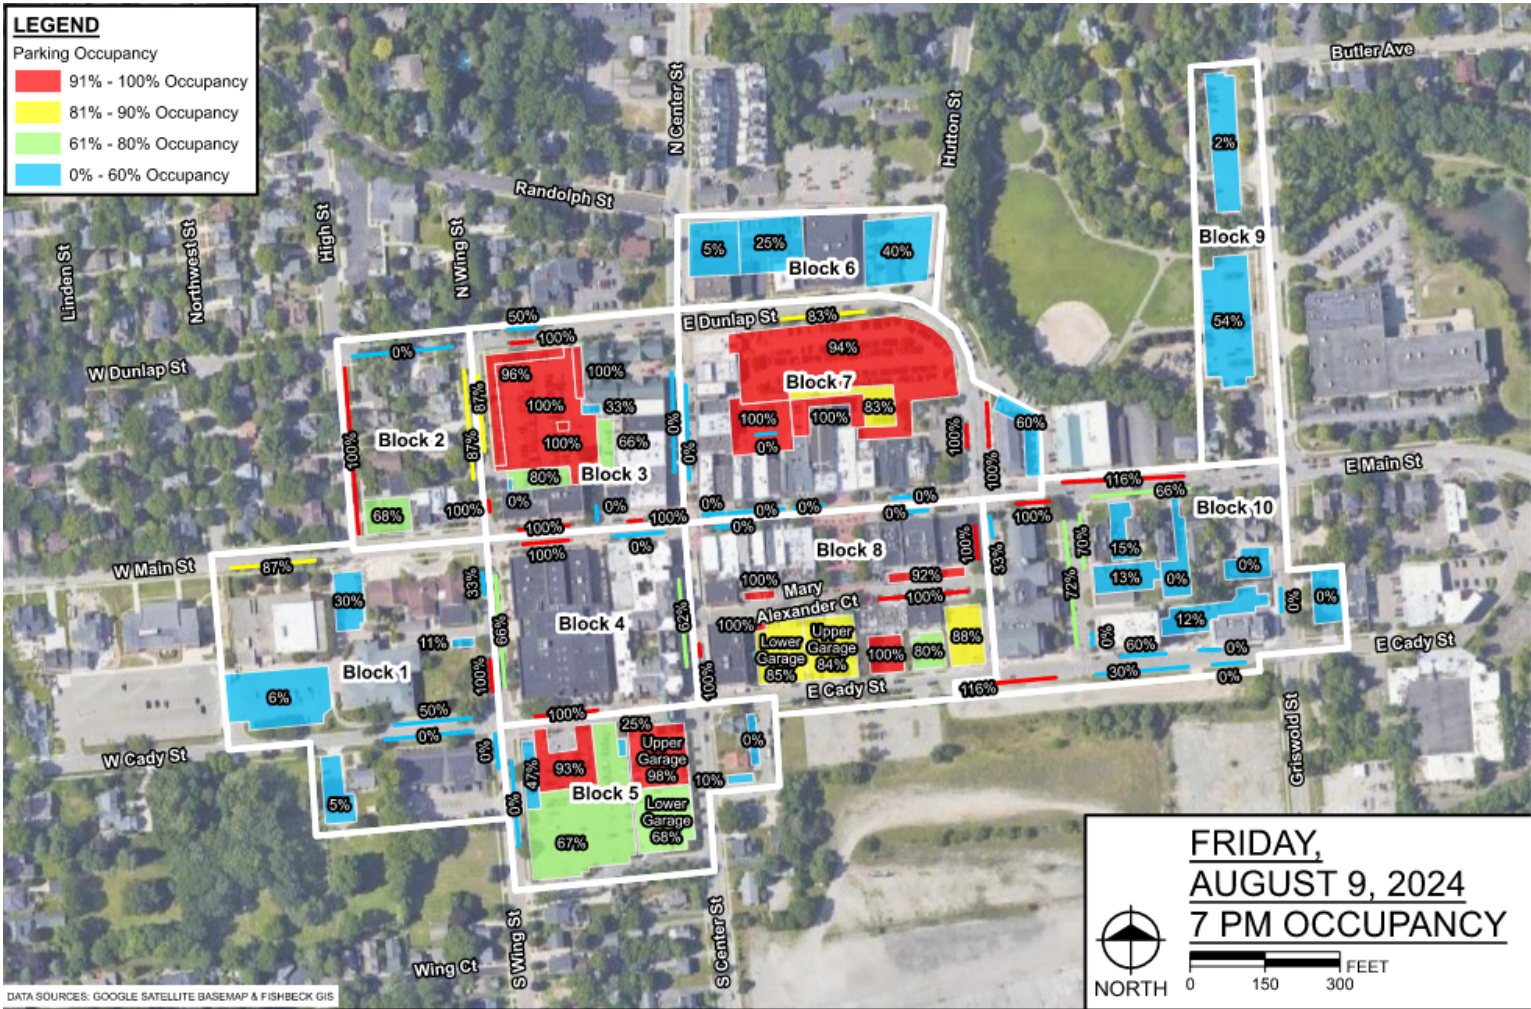 LEGEND
Parking Occupancy
91% - 100% Occupancy
81% - 90% Occupancy
61% - 80% Occupancy
0% - 60% Occupancy
Butler Ave
N Center St
Hutton St
2%
Randolph St
High St
Northwest St
Linden St
N Wing St
Block 9
5%
25%
40%
Block 6
54%
50%
E Dunlap St
83%
100%
0%
94%
W Dunlap St
96%
100%
Block 7
87%
100%
33%
100%
100%
83%
60%
Block 2
87%
100%
66%
0%
0%
0%
100%
100%
100%
Block 3
80%
E Main St
116%
66%
68%
100%
0%
0%
100%
0%
0%
0%
0%
0%
0%
100%
Block 10
100%
100%
0%
Block 8
100%
33%
70%
15%
W Main St
87%
33%
100%
92%
72%
13%
0%
0%
30%
Mary
Alexander Ct
100%
0%
0%
11%
66%
Block 4
62%
100%
12%
Lower
Garage
85%
Upper
Garage
84%
100%
80%
88%
0%
60%
0%
E Cady St
Block 1
100%
100%
6%
E Cady St
116%
30%
0%
50%
0%
100%
25%
W Cady St
0%
47%
93%
Upper
Garage
98%
0%
10%
Griswold St
5%
0%
Block 5
Lower
Garage
68%
67%
S Wing St
S Center St
Wing Ct
FRIDAY,
AUGUST 9, 2024
7 PM OCCUPANCY
NORTH
FEET
0 150 300
DATA SOURCES: GOOGLE SATELLITE BASEMAP & FISHBECK GIS